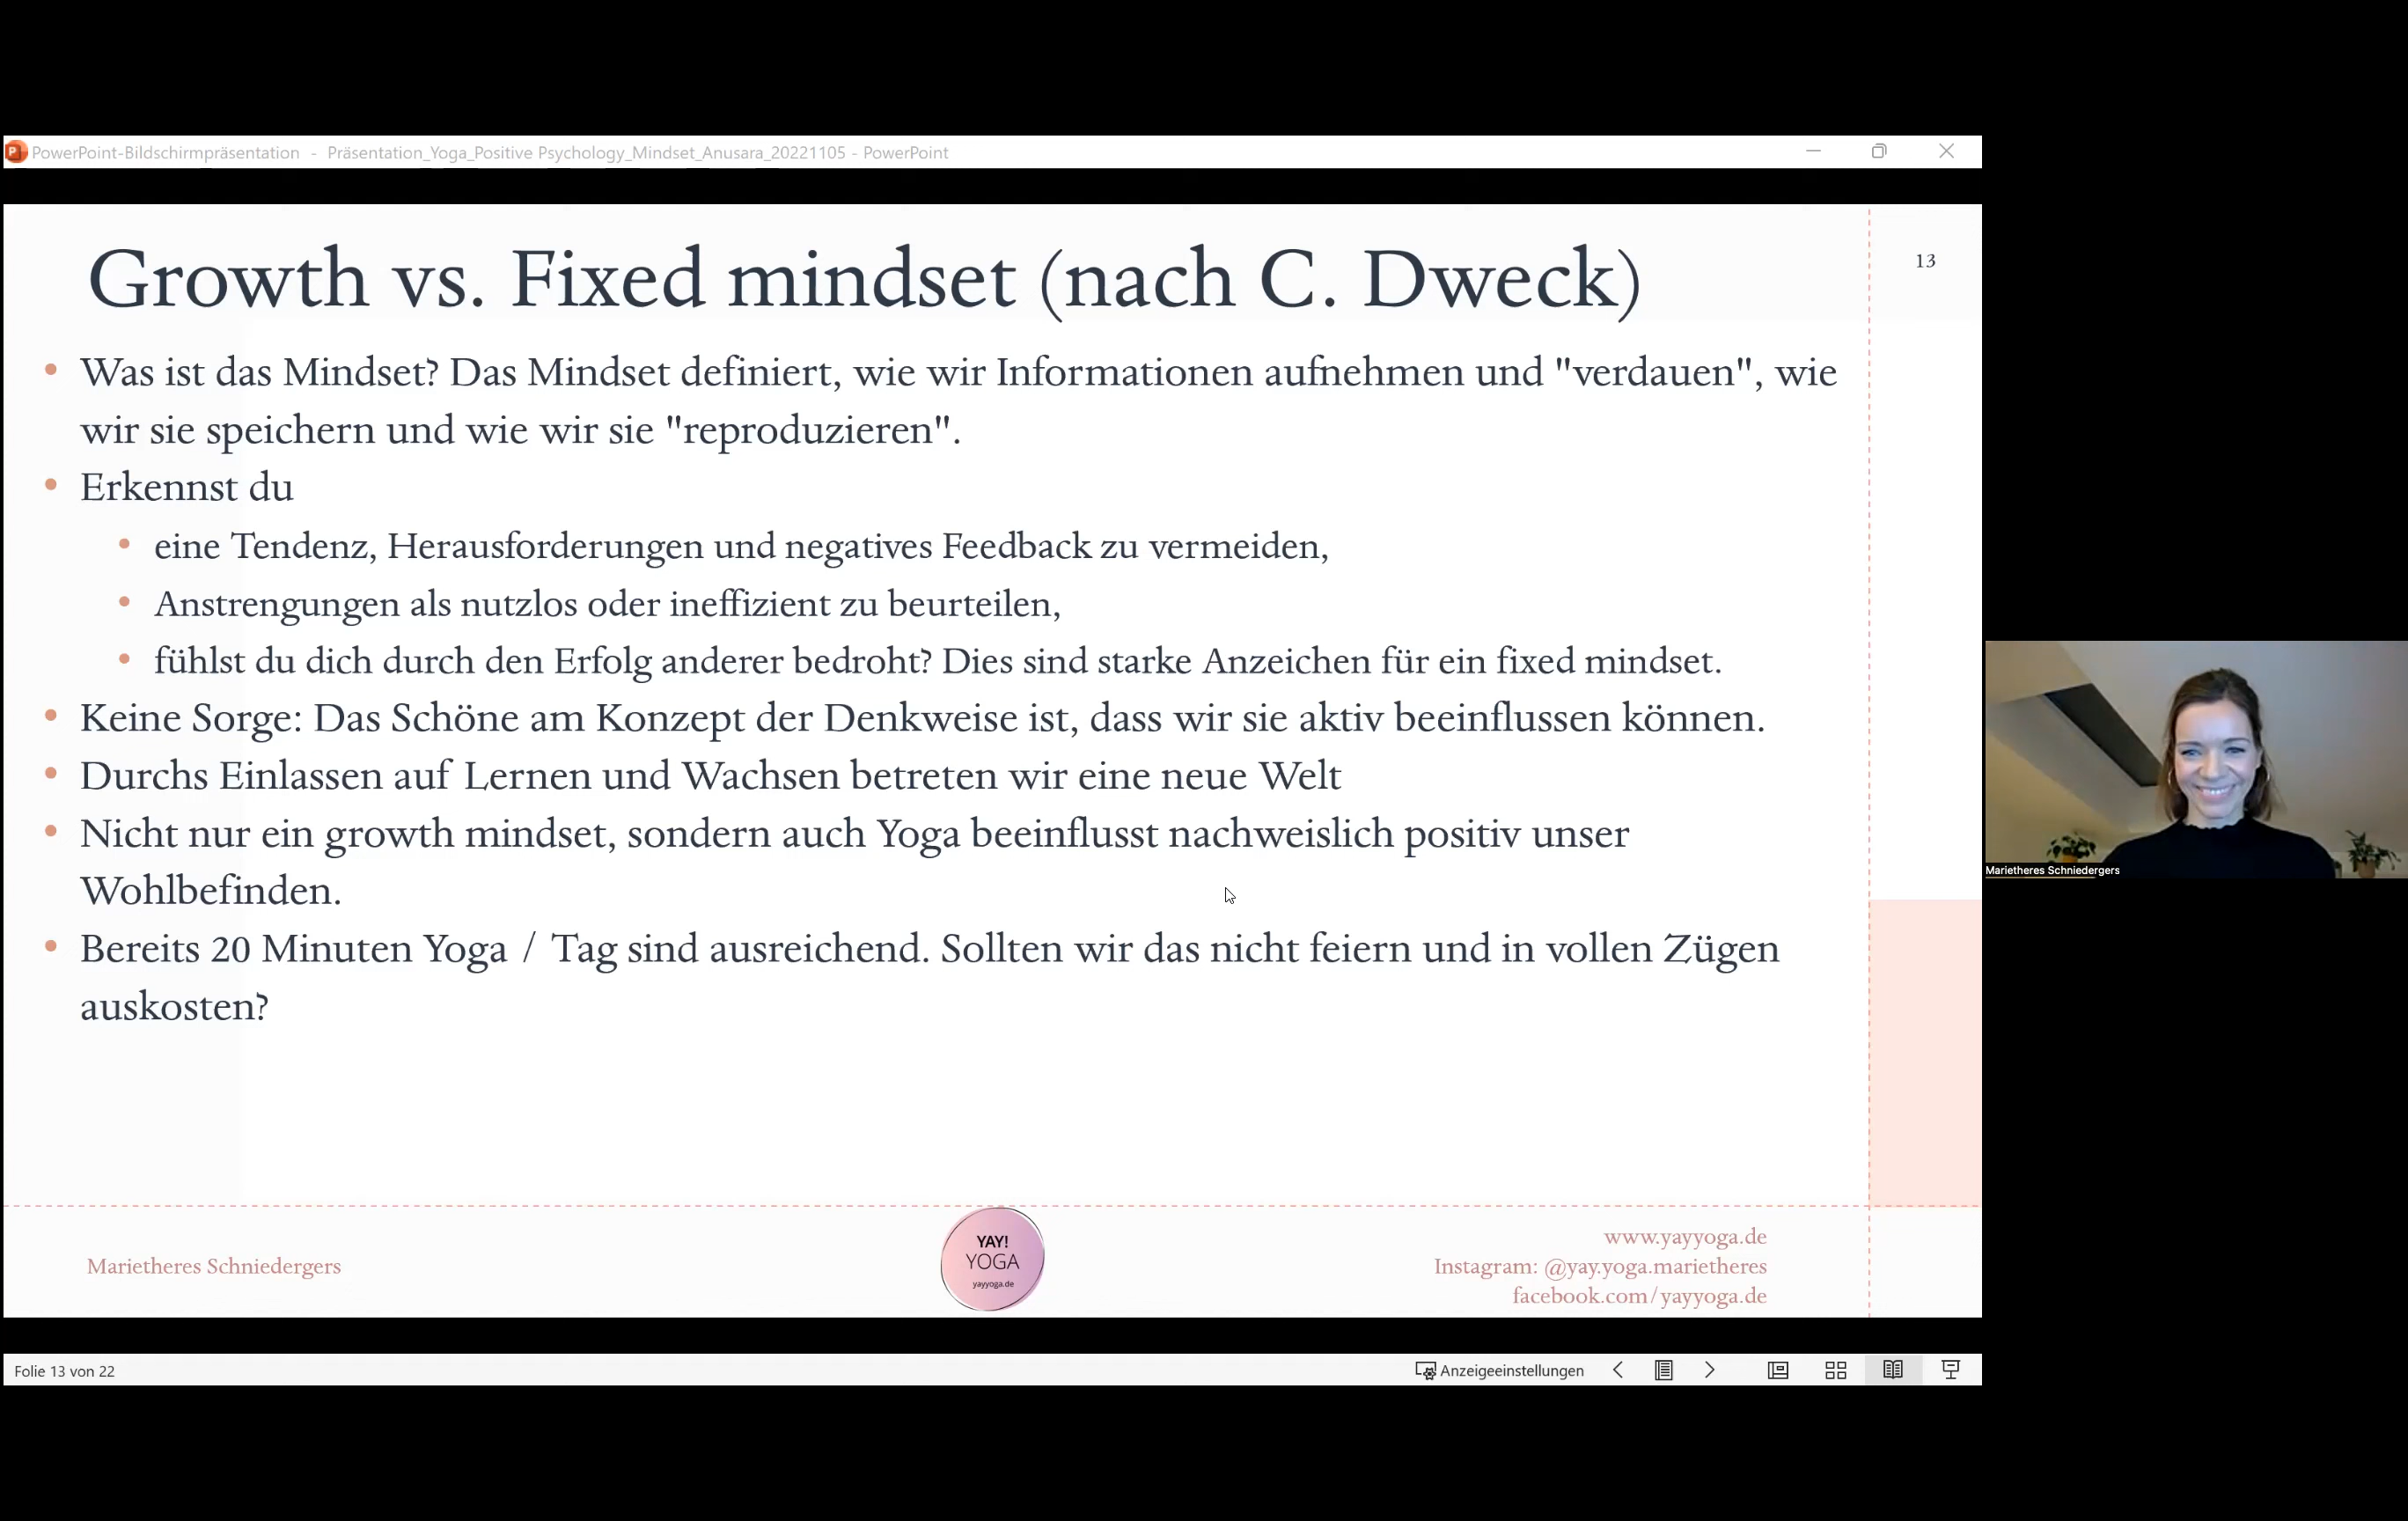 PowerPoint-Bildschirmpräsentation - Präsentation_Yoga_Positive Psychology_Mindset_Anusara_20221105 - PowerPoint
Growth vs. Fixed mindset (nach C. Dweck)
13
• Was ist das Mindset? Das Mindset definiert, wie wir Informationen aufnehmen und "verdauen", wie
wir sie speichern und wie wir sie "reproduzieren".
• Erkennst du
• eine Tendenz, Herausforderungen und negatives Feedback zu vermeiden,
• Anstrengungen als nutzlos oder ineffizient zu beurteilen,
• fühlst du dich durch den Erfolg anderer bedroht? Dies sind starke Anzeichen für ein fixed mindset.
• Keine Sorge: Das Schöne am Konzept der Denkweise ist, dass wir sie aktiv beeinflussen können.
• Durchs Einlassen auf Lernen und Wachsen betreten wir eine neue Welt
• Nicht nur ein growth mindset, sondern auch Yoga beeinflusst nachweislich positiv unser
Wohlbefinden.
• Bereits 20 Minuten Yoga / Tag sind ausreichend. Sollten wir das nicht feiern und in vollen Zügen
auskosten?
Marietheres Schniedergers
Marietheres Schniedergers
YAY!
YOGA
yayyoga.de
www.yayyoga.de
Instagram: @yay.yoga.marietheres
facebook.com/yayyoga.de
Folie 13 von 22
Anzeigeeinstellungen